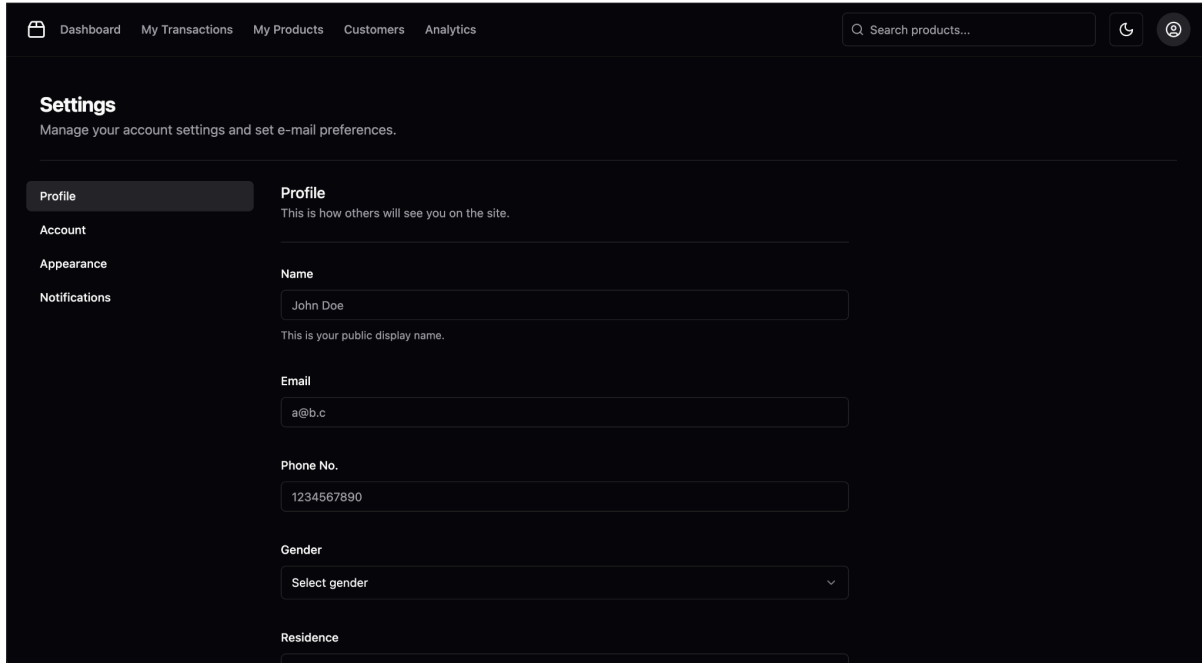 Dashboard My Transactions My Products Customers Analytics Search products...
Settings
Manage your account settings and set e-mail preferences.
Profile
Account
Appearance
Notifications
Profile
This is how others will see you on the site.
Name
John Doe
This is your public display name.
Email
a@b.c
Phone No.
1234567890
Gender
Select gender
Residence